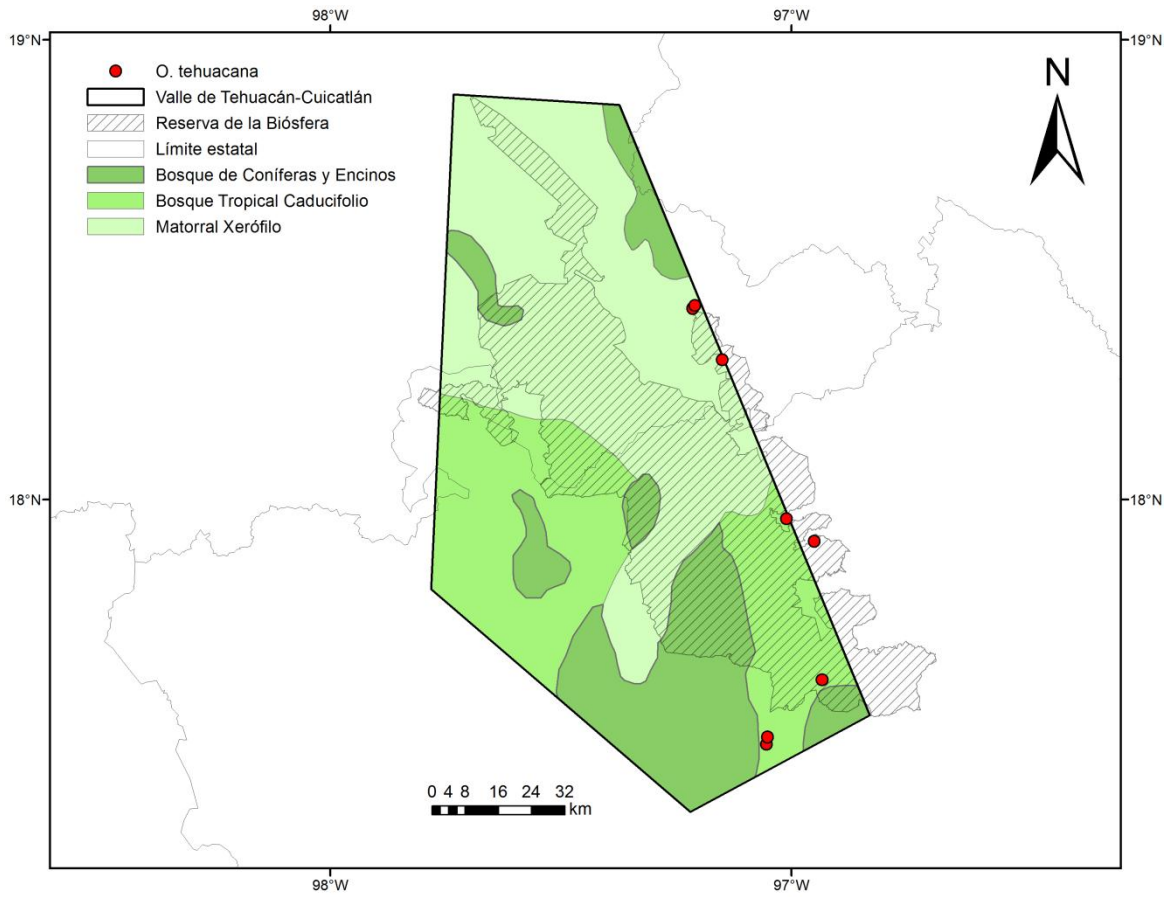 98°W 97°W
19°N 19°N
N
O. tehuacana
Valle de Tehuacán-Cuicatlán
Reserva de la Biósfera
Límite estatal
Bosque de Coníferas y Encinos
Bosque Tropical Caducifolio
Matorral Xerófilo
18°N 18°N
0 4 8 16 24 32
km
98°W 97°W